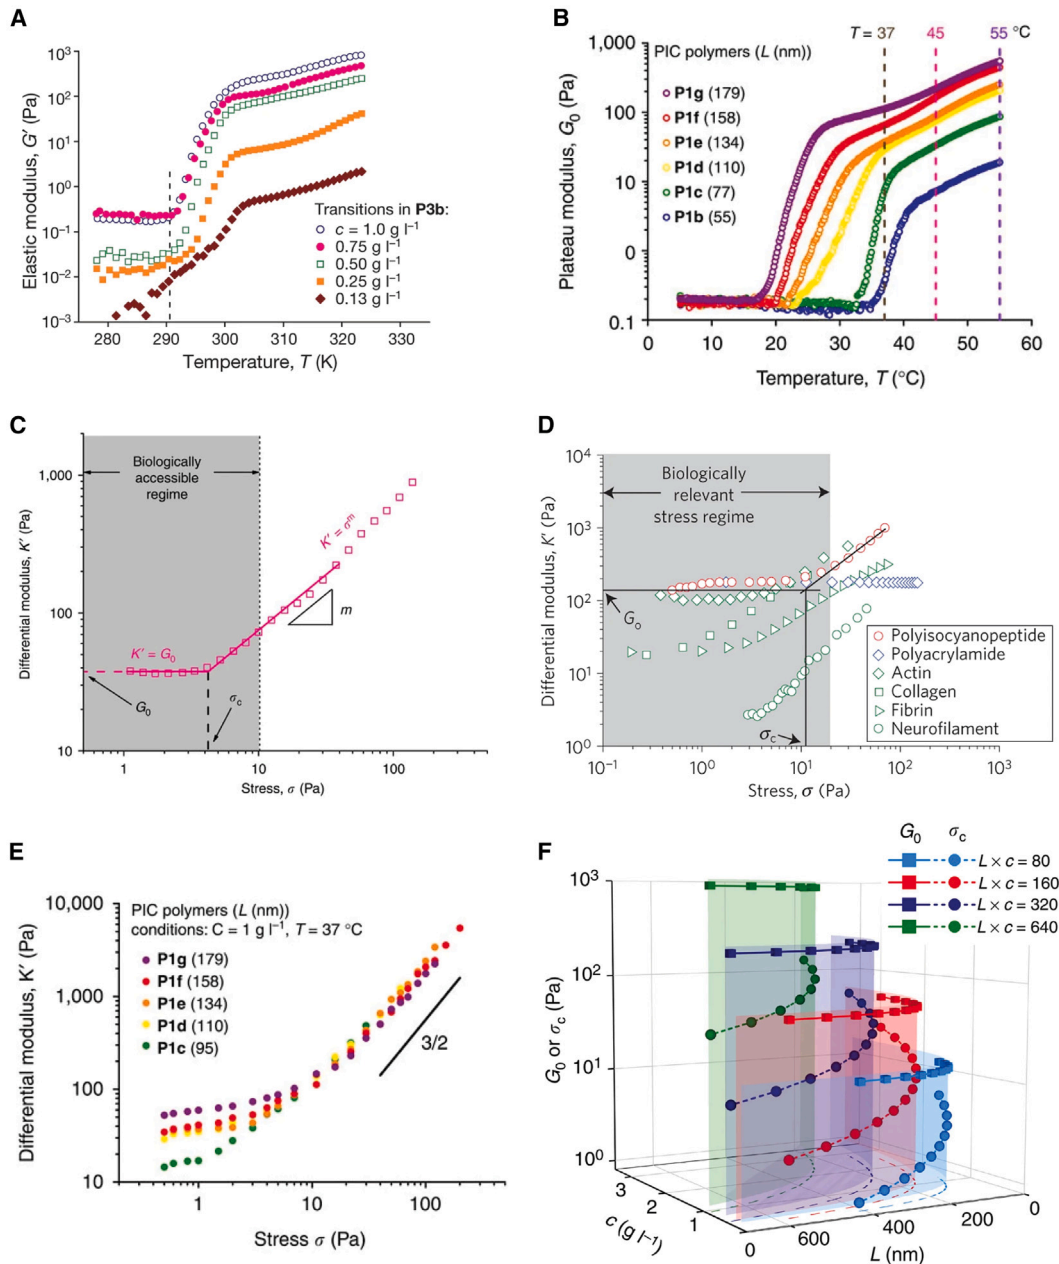 A
Elastic modulus, G′ (Pa)
10³
10²
10¹
10⁰
10⁻¹
10⁻²
10⁻³
280
290
300
310
320
330
Temperature, T (K)
Transitions in P3b:
c = 1.0 g l⁻¹
0.75 g l⁻¹
0.50 g l⁻¹
0.25 g l⁻¹
0.13 g l⁻¹
B
T = 37
45
55 °C
Plateau modulus, G₀ (Pa)
1,000
100
10
0
0.1
PIC polymers (L (nm))
P1g (179)
P1f (158)
P1e (134)
P1d (110)
P1c (77)
P1b (55)
0
10
20
30
40
50
60
Temperature, T (°C)
C
Differential modulus, K′ (Pa)
1,000
100
10
Biologically
accessible
regime
K′ = σᵐ
m
K′ = G₀
G₀
σc
1
10
100
Stress, σ (Pa)
D
Differential modulus, K′ (Pa)
10⁴
10³
10²
10¹
10⁰
Biologically
relevant
stress regime
G₀
σc
Polyisocyanopeptide
Polyacrylamide
Actin
Collagen
Fibrin
Neurofilament
10⁻¹
10⁰
10¹
10²
10³
Stress, σ (Pa)
E
Differential modulus, K′ (Pa)
10,000
1,000
100
10
PIC polymers (L (nm))
conditions: C = 1 g l⁻¹, T = 37 °C
P1g (179)
P1f (158)
P1e (134)
P1d (110)
P1c (95)
3/2
1
10
100
Stress σ (Pa)
F
G₀ σc
L × c = 80
L × c = 160
L × c = 320
L × c = 640
G₀ or σc (Pa)
10³
10²
10¹
10⁰
3
2
1
0
c (g l⁻¹)
600
400
200
0
L (nm)